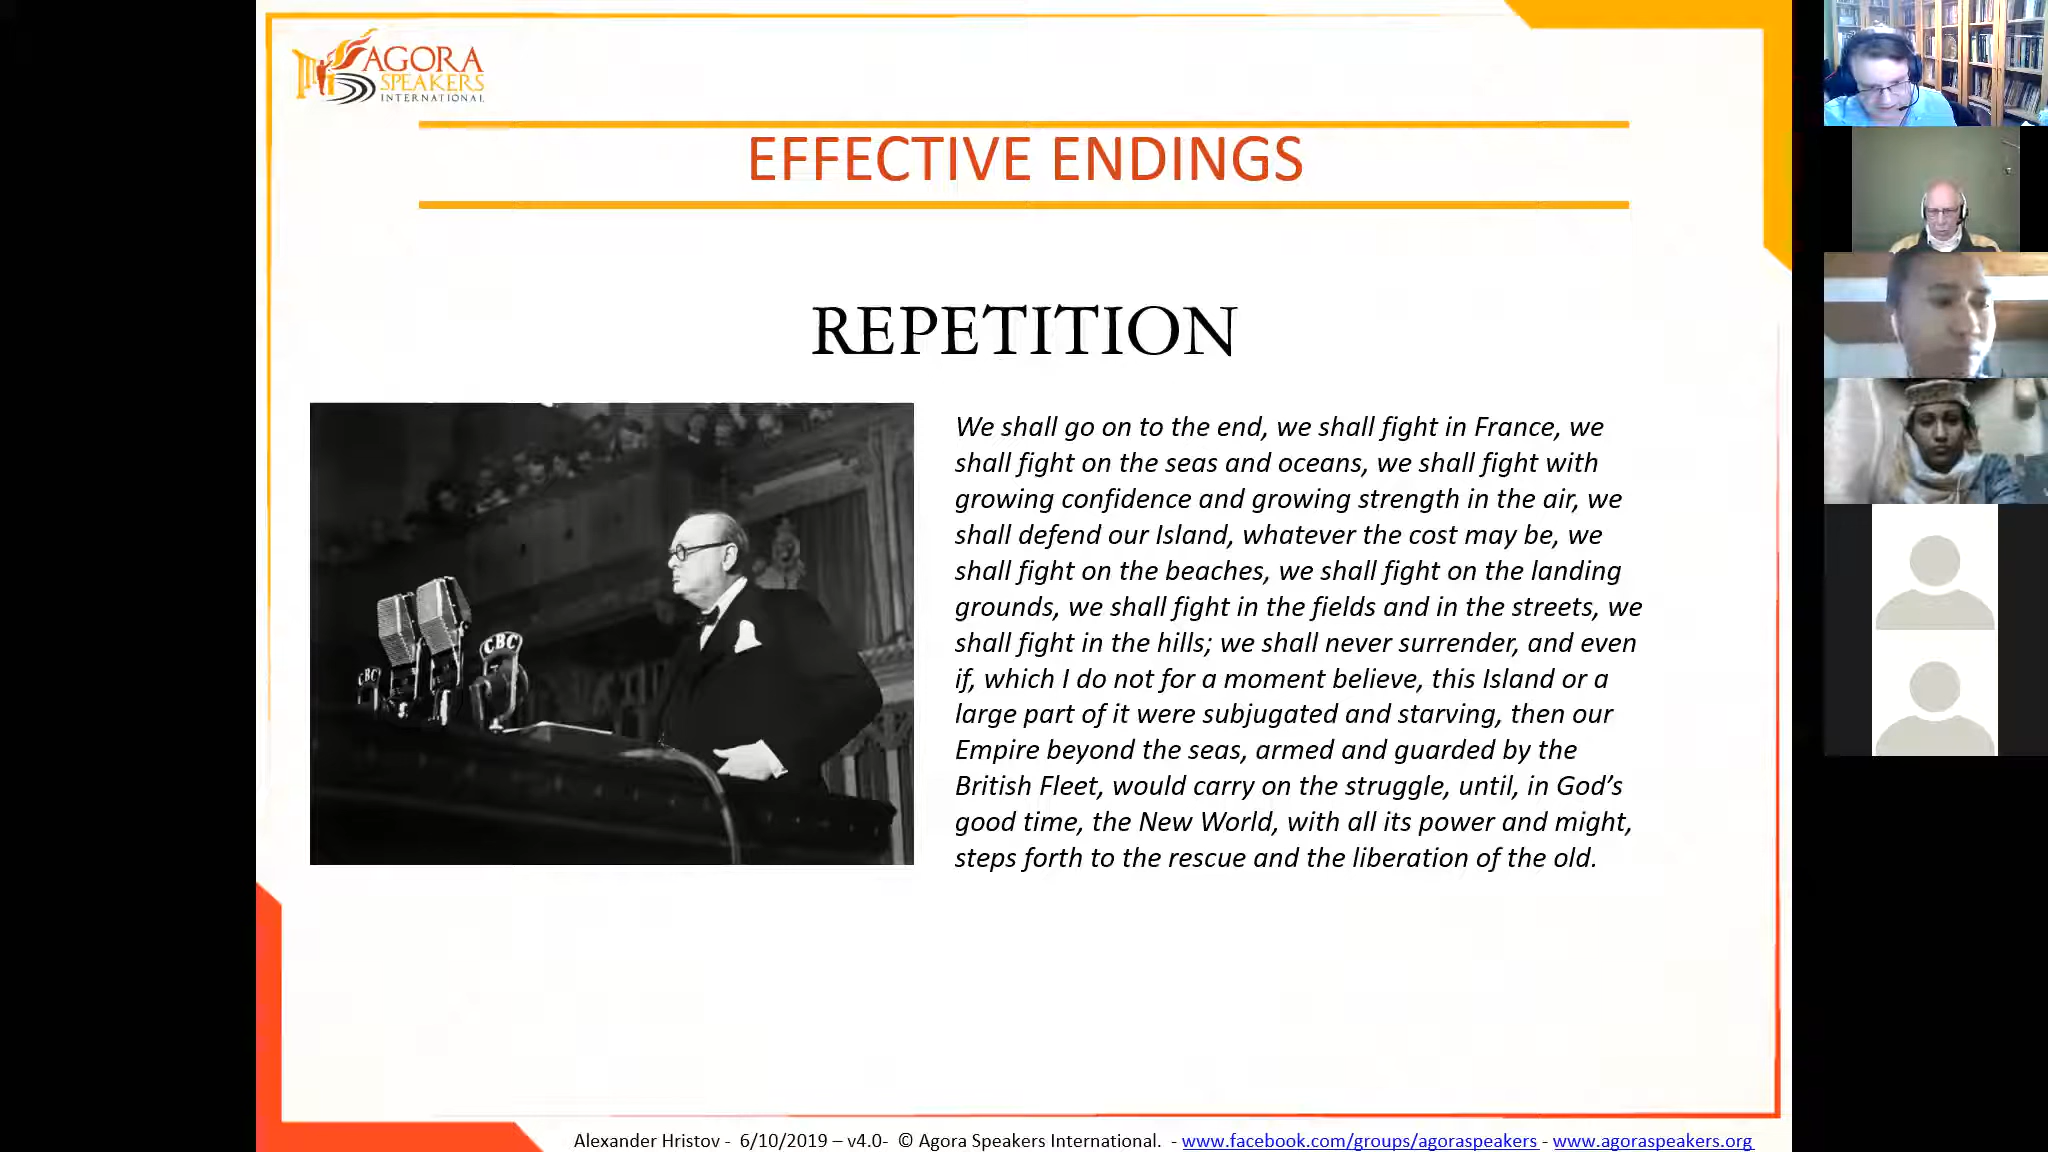 AGORA
SPEAKERS
INTERNATIONAL
EFFECTIVE ENDINGS
REPETITION
We shall go on to the end, we shall fight in France, we
shall fight on the seas and oceans, we shall fight with
growing confidence and growing strength in the air, we
shall defend our Island, whatever the cost may be, we
shall fight on the beaches, we shall fight on the landing
grounds, we shall fight in the fields and in the streets, we
shall fight in the hills; we shall never surrender, and even
if, which I do not for a moment believe, this Island or a
large part of it were subjugated and starving, then our
Empire beyond the seas, armed and guarded by the
British Fleet, would carry on the struggle, until, in God’s
good time, the New World, with all its power and might,
steps forth to the rescue and the liberation of the old.
CBC
CBC
Alexander Hristov - 6/10/2019 – v4.0- © Agora Speakers International. - www.facebook.com/groups/agoraspeakers - www.agoraspeakers.org